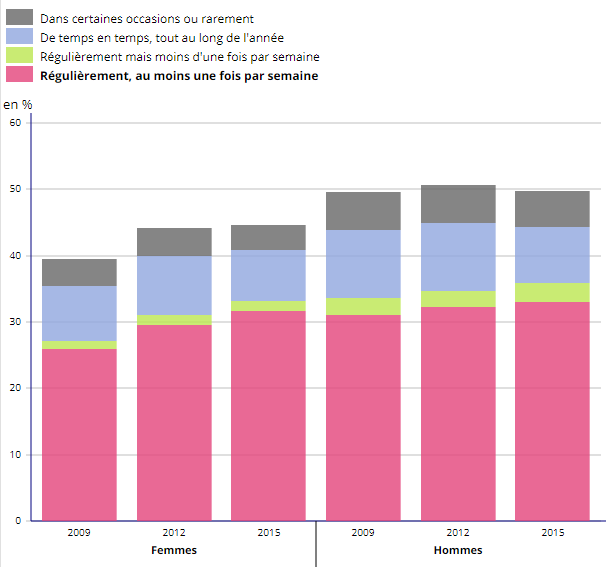 Dans certaines occasions ou rarement
De temps en temps, tout au long de l'année
Régulièrement mais moins d'une fois par semaine
Régulièrement, au moins une fois par semaine
en %
60
50
40
30
20
10
0
2009 2012 2015 2009 2012 2015
Femmes Hommes